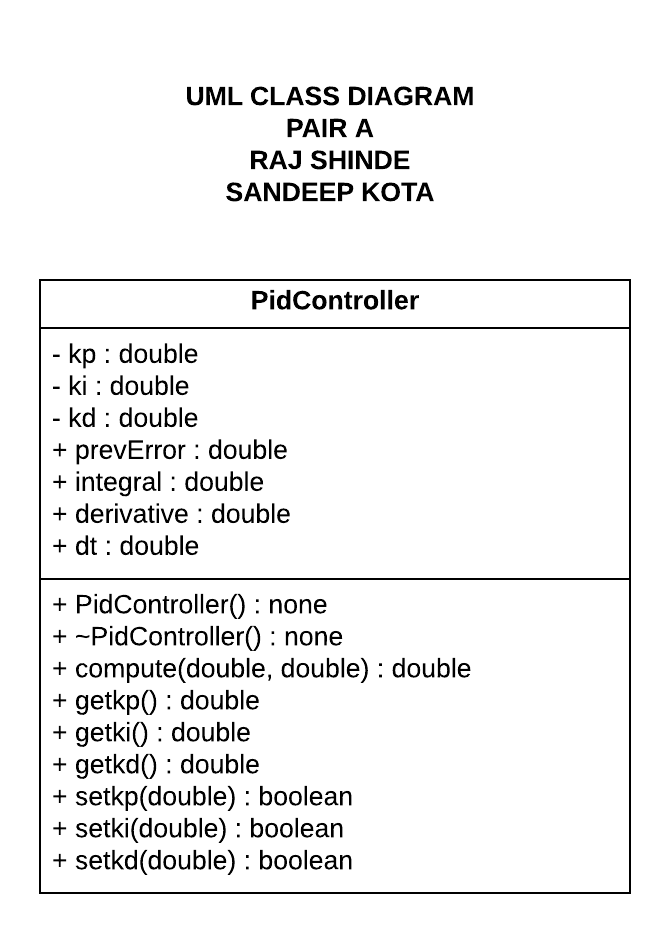 UML CLASS DIAGRAM
PAIR A
RAJ SHINDE
SANDEEP KOTA
PidController
- kp : double
- ki : double
- kd : double
+ prevError : double
+ integral : double
+ derivative : double
+ dt : double
+ PidController() : none
+ ~PidController() : none
+ compute(double, double) : double
+ getkp() : double
+ getki() : double
+ getkd() : double
+ setkp(double) : boolean
+ setki(double) : boolean
+ setkd(double) : boolean